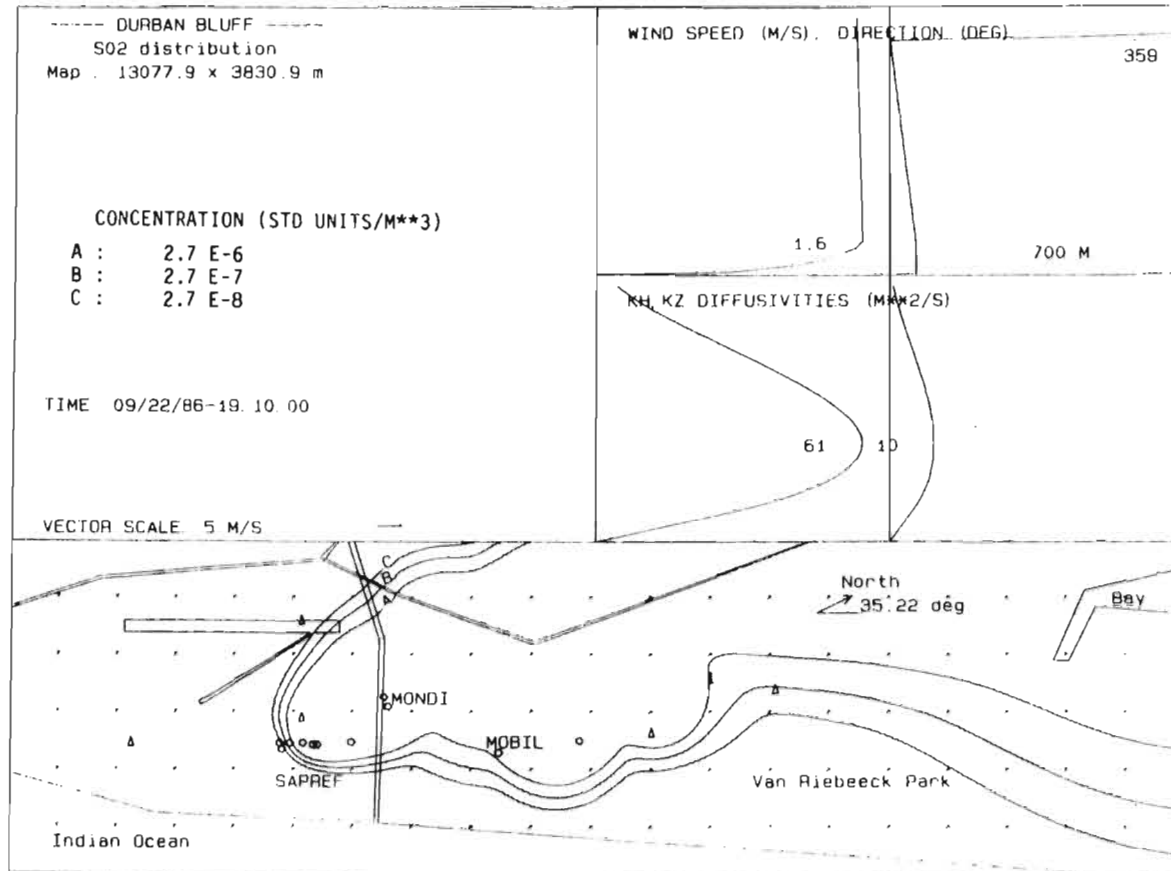 ----- DURBAN BLUFF -----
SO2 distribution
Map . 13077.9 x 3830.9 m
CONCENTRATION (STD UNITS/M**3)
A : 2.7 E-6
B : 2.7 E-7
C : 2.7 E-8
TIME 09/22/86-19.10.00
VECTOR SCALE 5 M/S
WIND SPEED (M/S). DIRECTION (DEG)
359
1.6
700 M
KH,KZ DIFFUSIVITIES (M**2/S)
61
10
C
B
A
North
35.22 deg
Bay
MONDI
MOBIL
SAPREF
Van Riebeeck Park
Indian Ocean